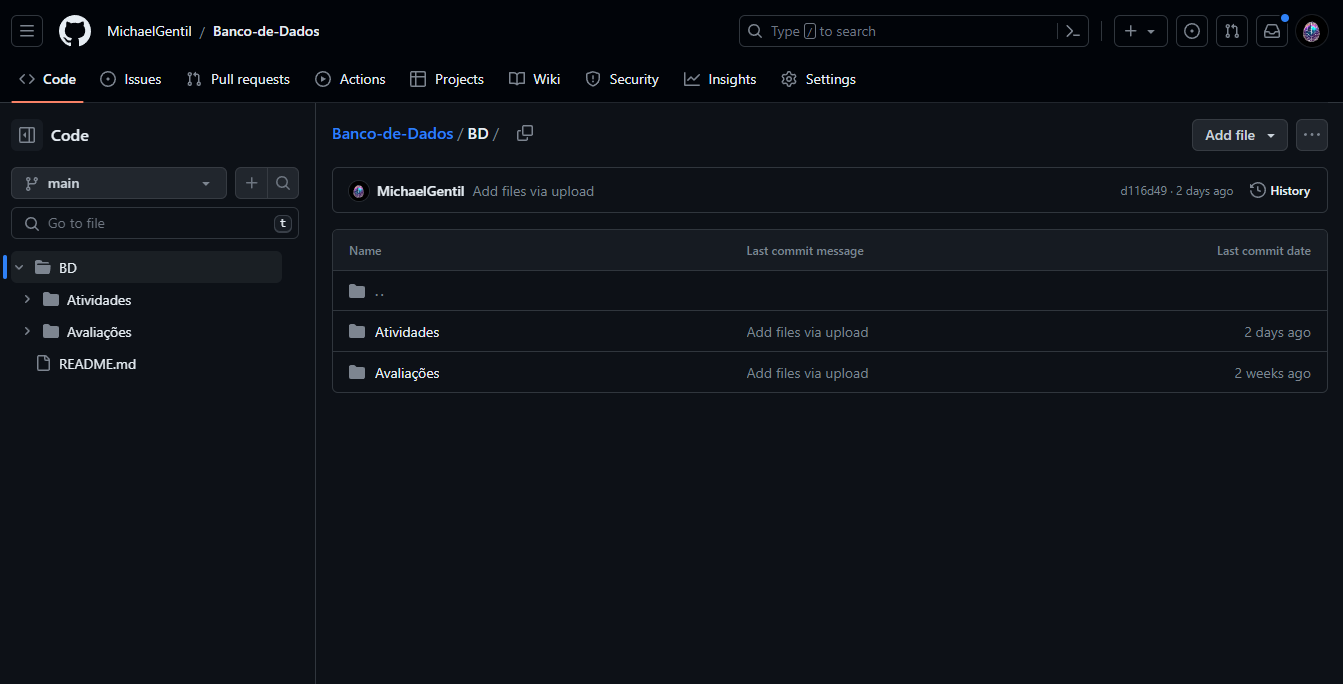 MichaelGentil / Banco-de-Dados
Type / to search
Code Issues Pull requests Actions Projects Wiki Security Insights Settings
Code
main
Go to file t
BD
Atividades
Avaliações
README.md
Banco-de-Dados / BD /
Add file
MichaelGentil Add files via upload d116d49 · 2 days ago History
Name Last commit message Last commit date
..
Atividades Add files via upload 2 days ago
Avaliações Add files via upload 2 weeks ago